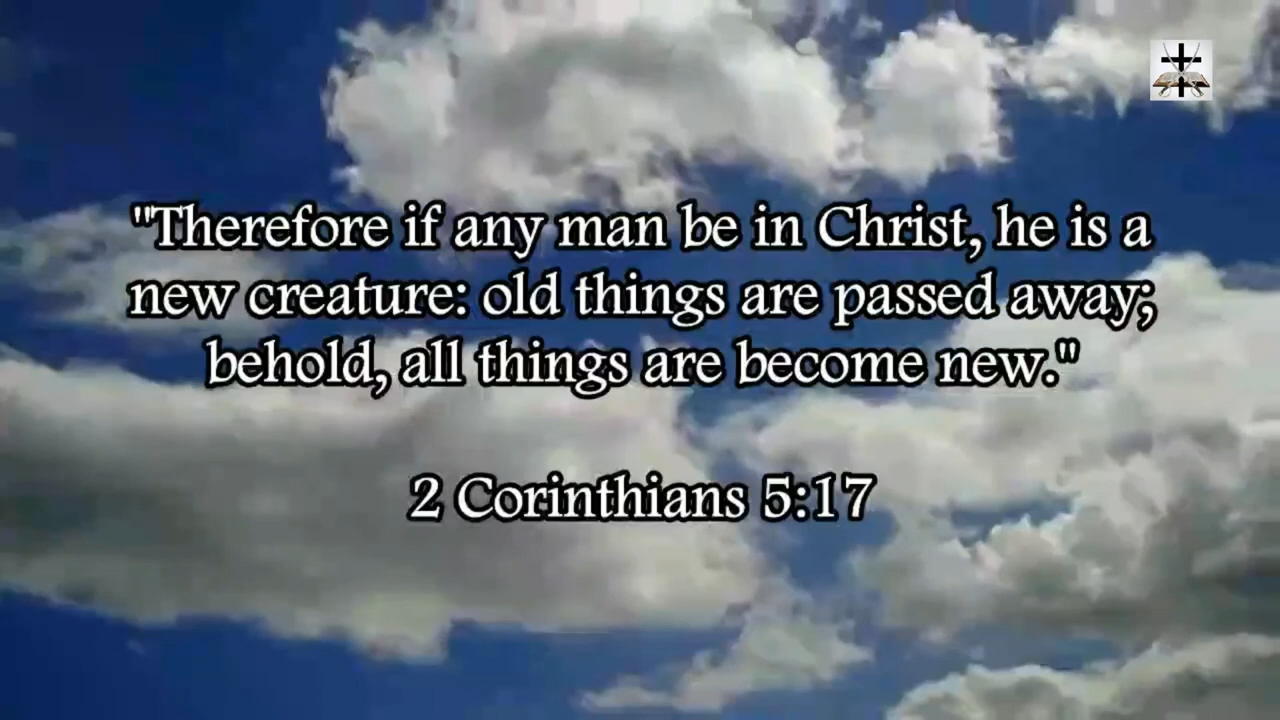 "Therefore if any man be in Christ, he is a
new creature: old things are passed away;
behold, all things are become new."
2 Corinthians 5:17